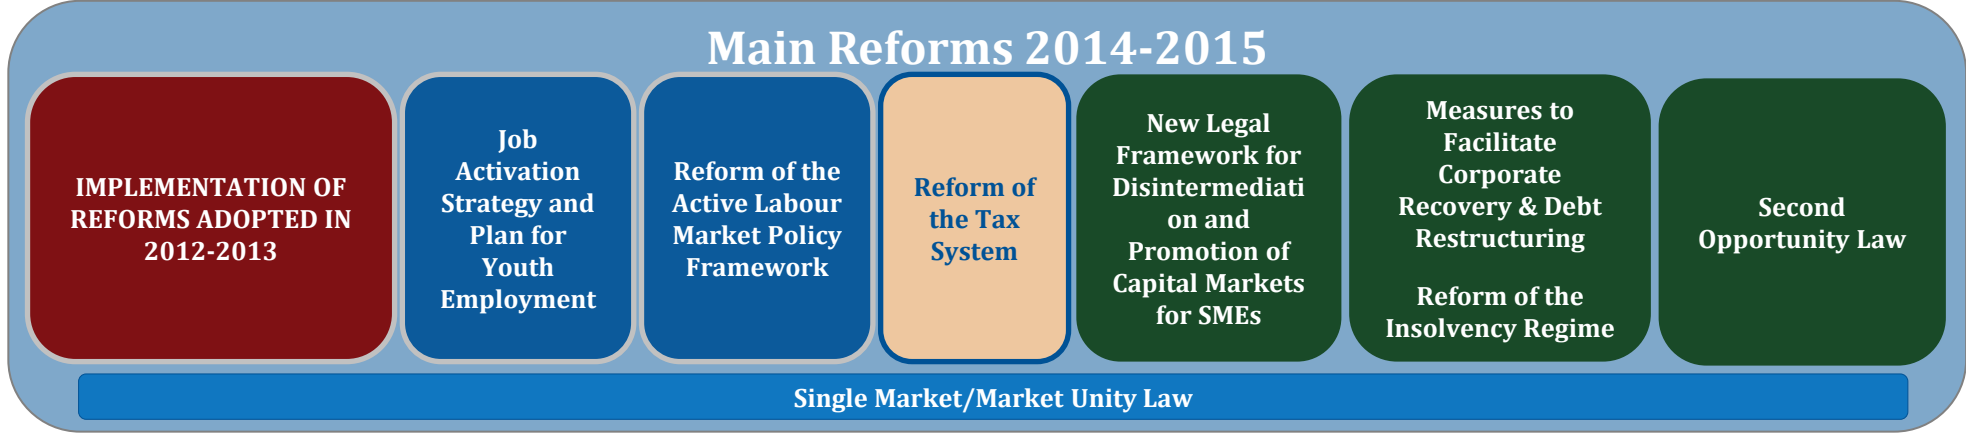 Main Reforms 2014-2015
IMPLEMENTATION OF
REFORMS ADOPTED IN
2012-2013
Job
Activation
Strategy and
Plan for
Youth
Employment
Reform of the
Active Labour
Market Policy
Framework
Reform of
the Tax
System
New Legal
Framework for
Disintermediati
on and
Promotion of
Capital Markets
for SMEs
Measures to
Facilitate
Corporate
Recovery & Debt
Restructuring
Reform of the
Insolvency Regime
Second
Opportunity Law
Single Market/Market Unity Law